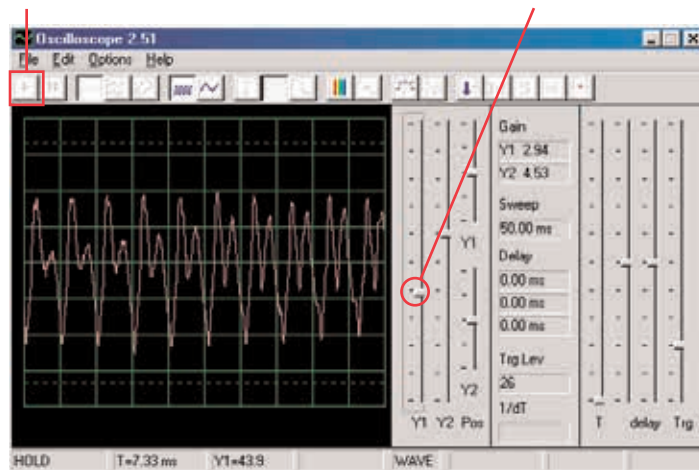 Oscilloscope 2.51
File Edit Options Help
Gain
Y1 2.94
Y2 4.53
Sweep
50.00 ms
Delay
0.00 ms
0.00 ms
0.00 ms
Trg Lev
26
1/dT
Y1
Y2
Y1 Y2 Pos
T delay Trg
HOLD T=7.33 ms Y1=43.9 WAVE